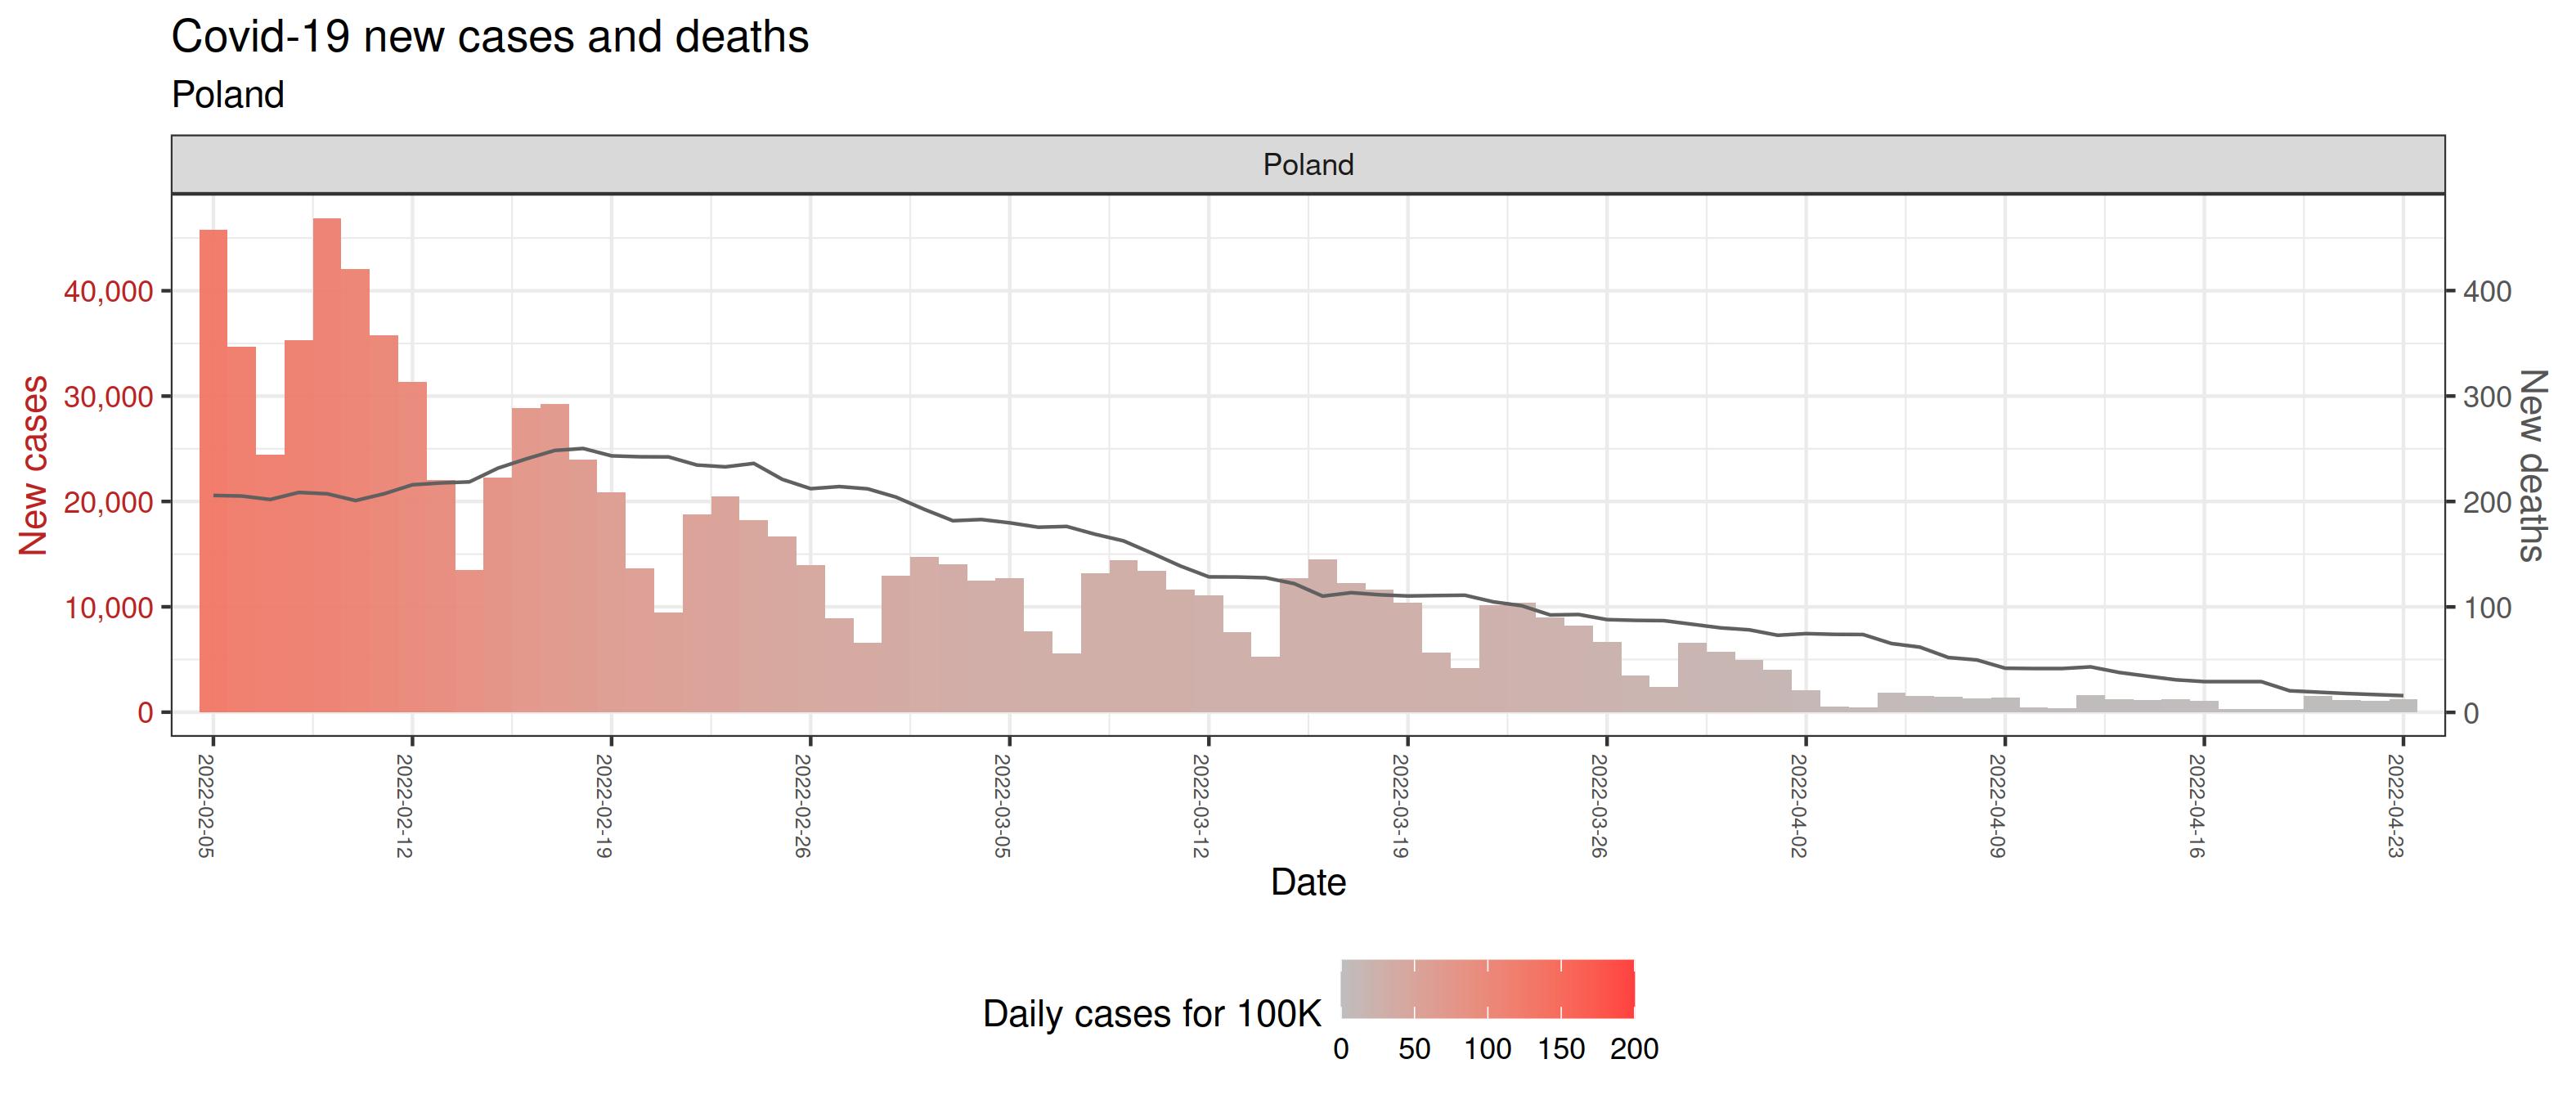 Covid-19 new cases and deaths
Poland
Poland
New cases
40,000
30,000
20,000
10,000
0
400
300
200
100
0
New deaths
2022-02-05
2022-02-12
2022-02-19
2022-02-26
2022-03-05
2022-03-12
2022-03-19
2022-03-26
2022-04-02
2022-04-09
2022-04-16
2022-04-23
Date
Daily cases for 100K
0 50 100 150 200